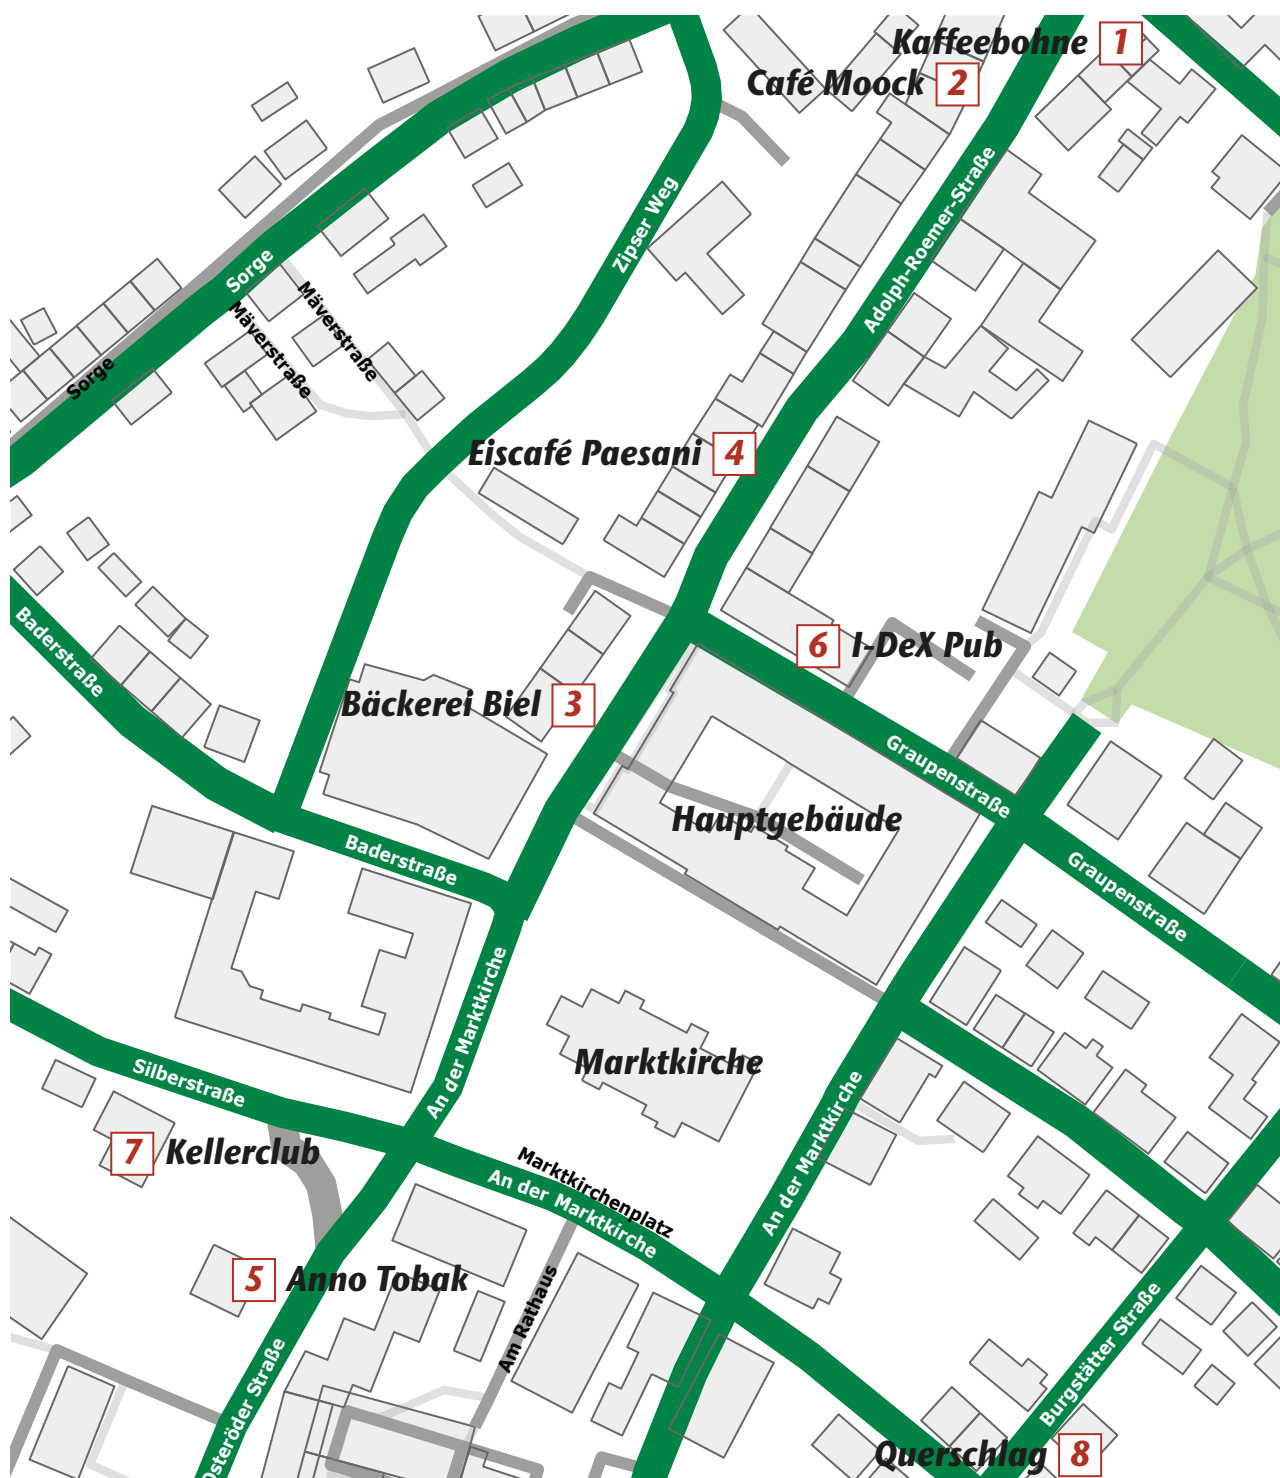 Kaffeebohne 1
Café Moock 2
Adolph-Roemer-Straße
Zipser Weg
Sorge
Mäverstraße
Mäverstraße
Sorge
Eiscafé Paesani 4
Baderstraße
6 I-DeX Pub
Bäckerei Biel 3
Graupenstraße
Hauptgebäude
Baderstraße
Graupenstraße
An der Marktkirche
Marktkirche
Silberstraße
An der Marktkirche
7 Kellerclub
Marktkirchenplatz
An der Marktkirche
5 Anno Tobak
Am Rathaus
Burgstätter Straße
Osteröder Straße
Querschlag 8